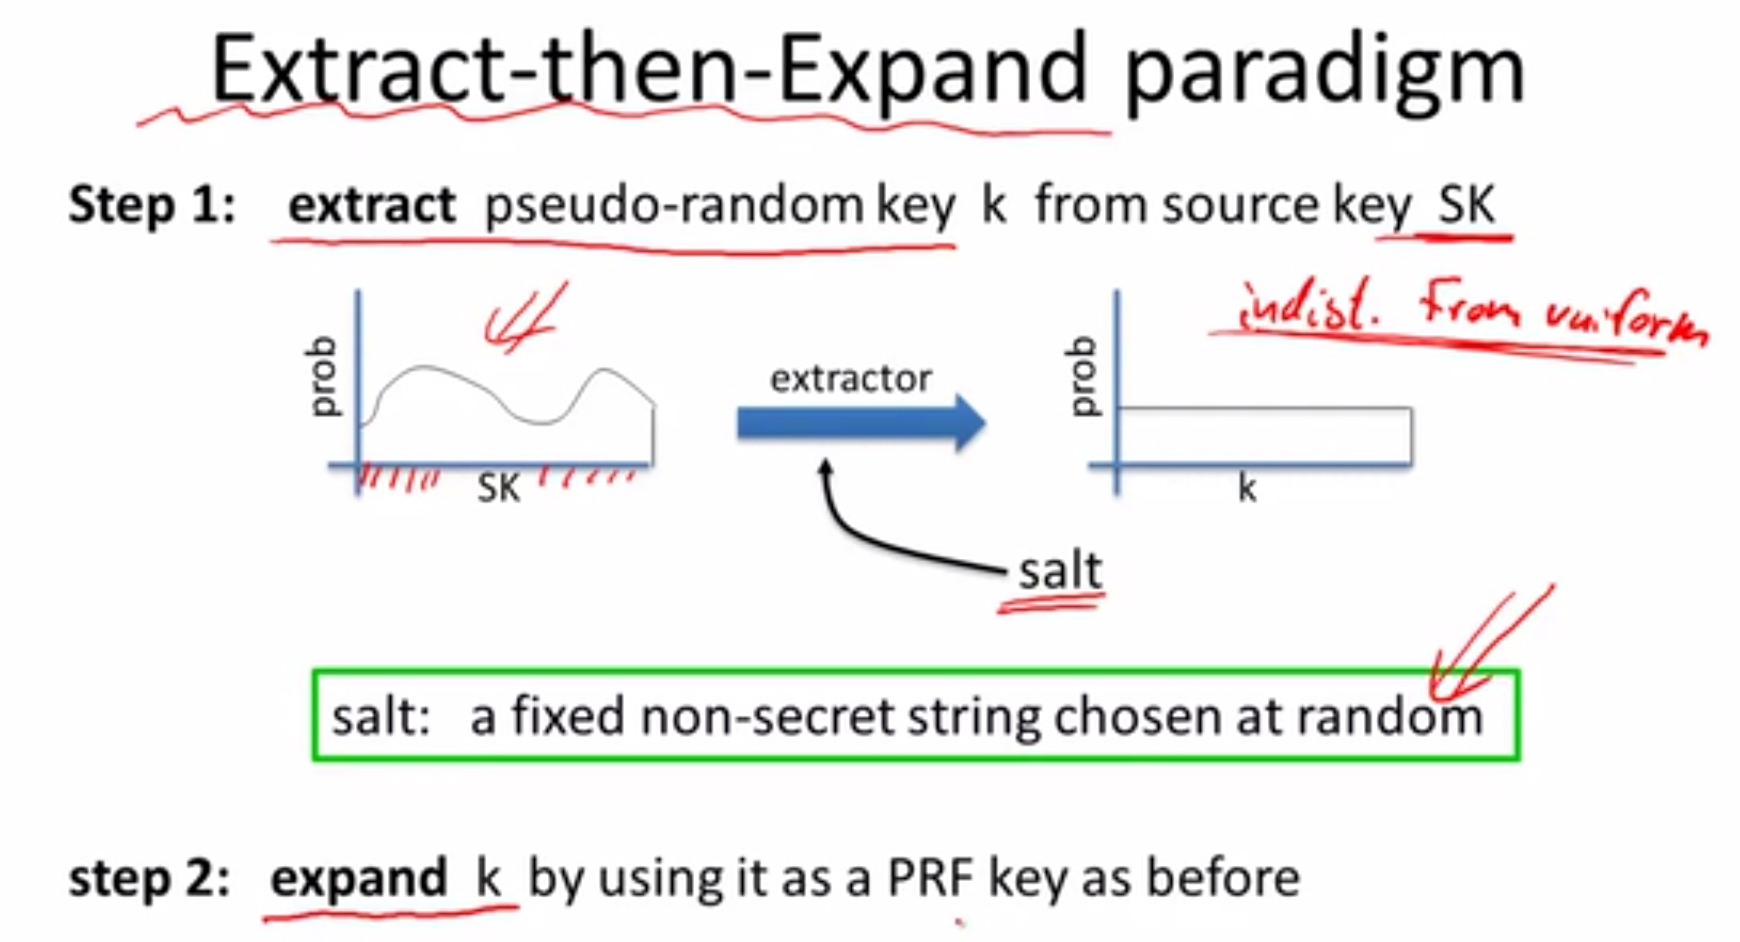 Extract-then-Expand paradigm
Step 1: extract pseudo-random key k from source key SK
indist. From uniform
prob
SK
extractor
prob
k
salt
salt: a fixed non-secret string chosen at random
step 2: expand k by using it as a PRF key as before